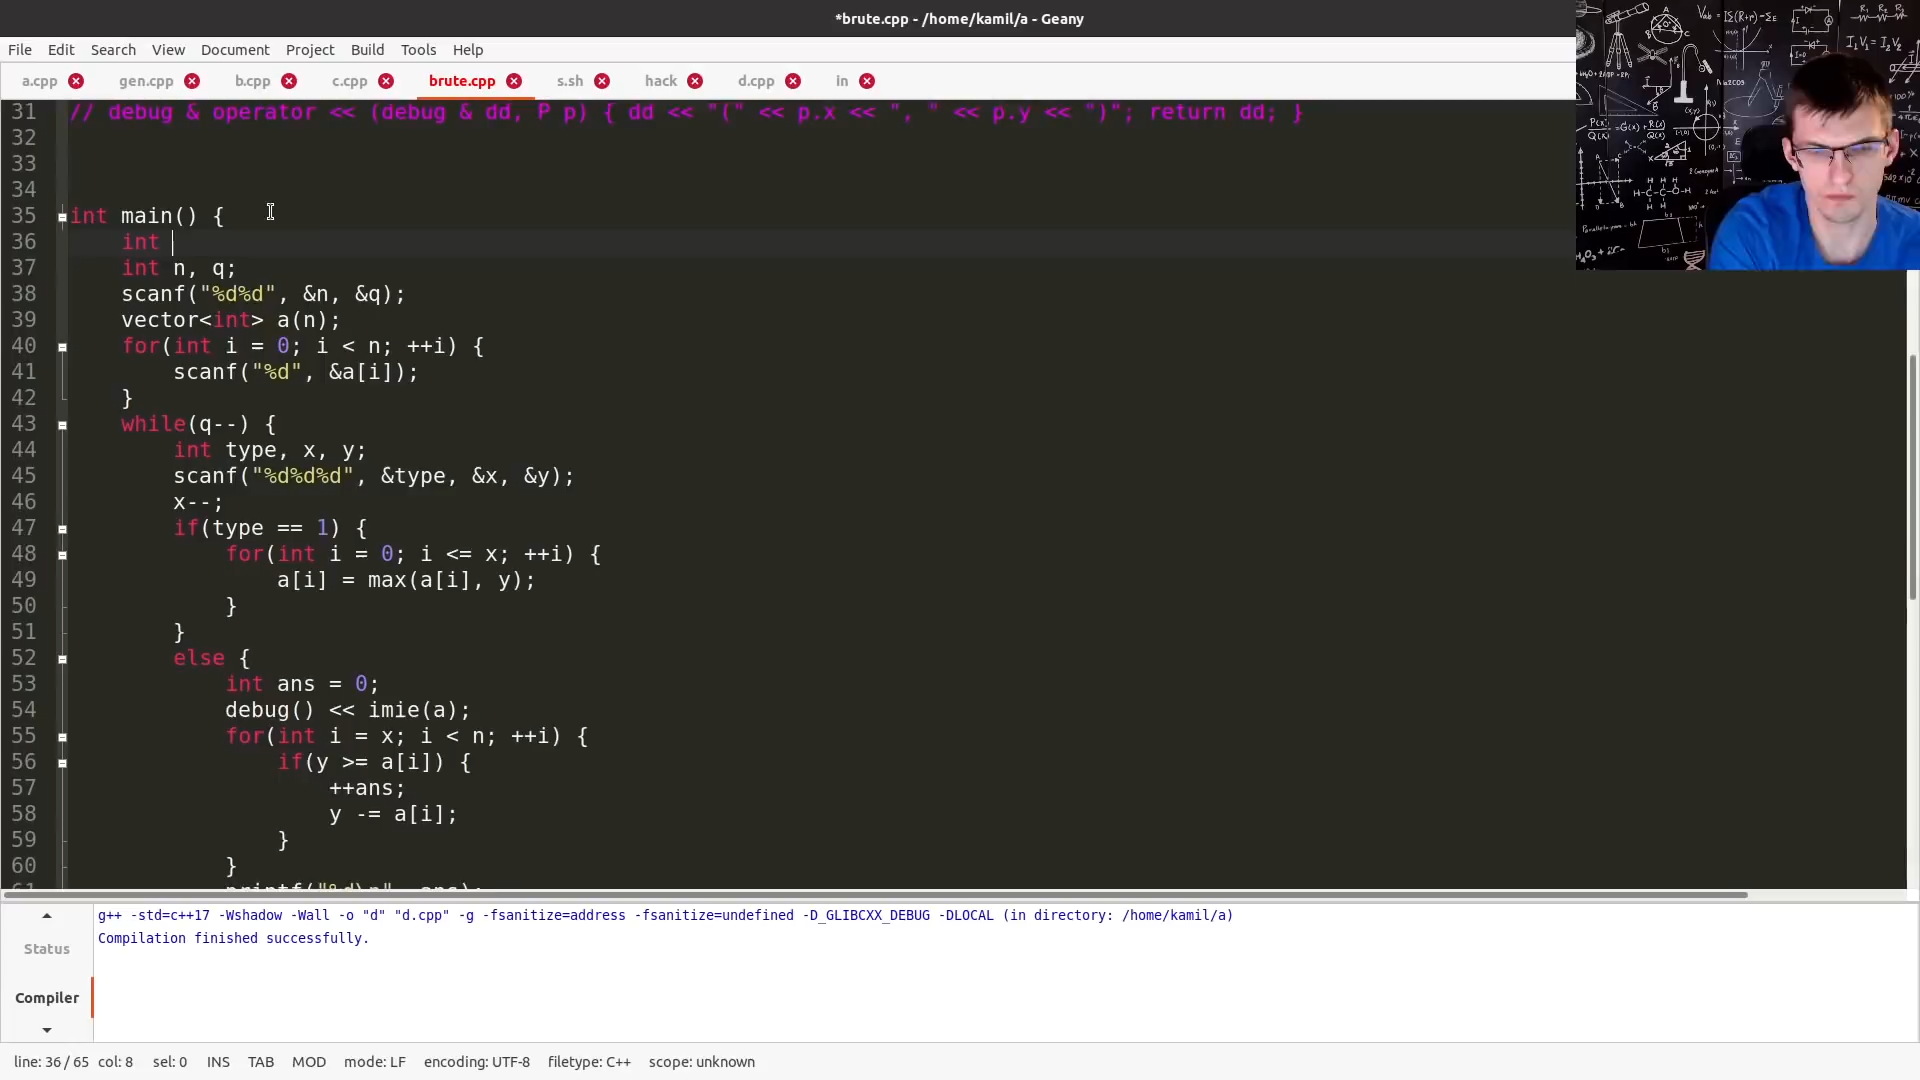 *brute.cpp - /home/kamil/a - Geany
File Edit Search View Document Project Build Tools Help
a.cpp gen.cpp b.cpp c.cpp brute.cpp s.sh hack d.cpp in
31 // debug & operator << (debug & dd, P p) { dd << "(" << p.x << ", " << p.y << ")"; return dd; }
32
33
34
35 int main() {
36 int
37 int n, q;
38 scanf("%d%d", &n, &q);
39 vector<int> a(n);
40 for(int i = 0; i < n; ++i) {
41 scanf("%d", &a[i]);
42 }
43 while(q--) {
44 int type, x, y;
45 scanf("%d%d%d", &type, &x, &y);
46 x--;
47 if(type == 1) {
48 for(int i = 0; i <= x; ++i) {
49 a[i] = max(a[i], y);
50 }
51 }
52 else {
53 int ans = 0;
54 debug() << imie(a);
55 for(int i = x; i < n; ++i) {
56 if(y >= a[i]) {
57 ++ans;
58 y -= a[i];
59 }
60 }
61 printf("%d\n", ans);
Status
Compiler
g++ -std=c++17 -Wshadow -Wall -o "d" "d.cpp" -g -fsanitize=address -fsanitize=undefined -D_GLIBCXX_DEBUG -DLOCAL (in directory: /home/kamil/a)
Compilation finished successfully.
line: 36 / 65 col: 8 sel: 0 INS TAB MOD mode: LF encoding: UTF-8 filetype: C++ scope: unknown